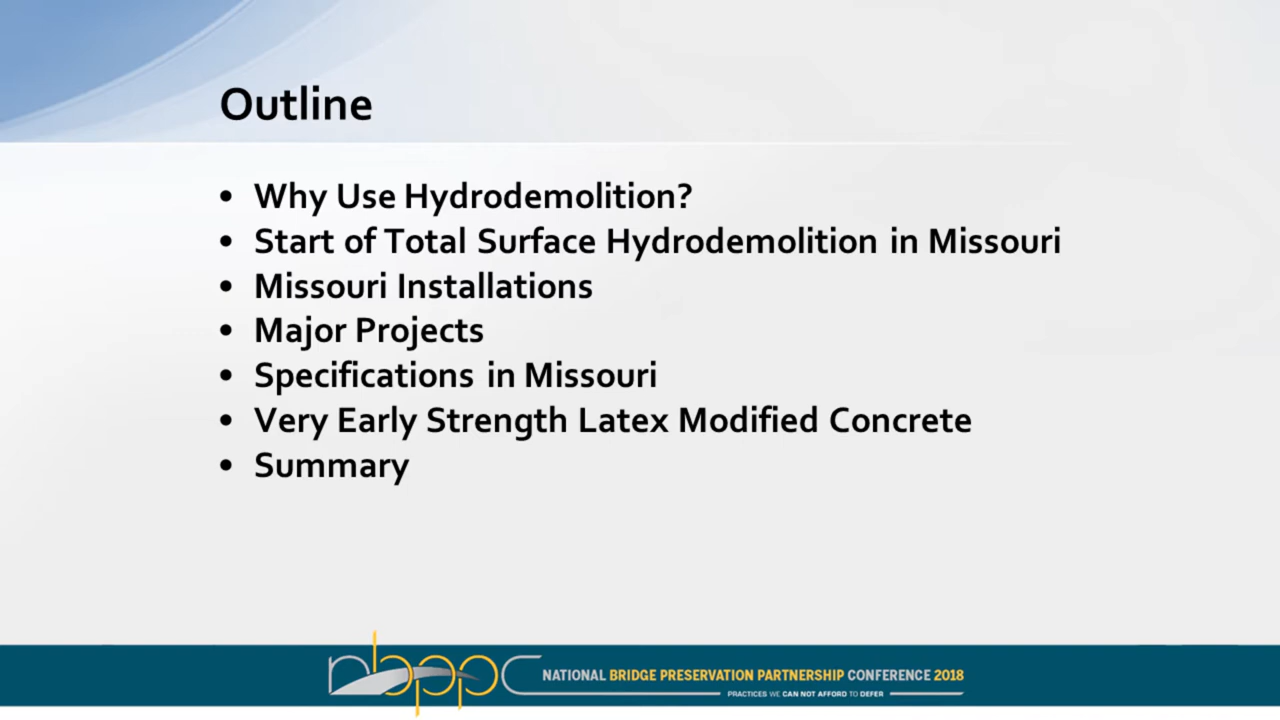 Outline
• Why Use Hydrodemolition?
• Start of Total Surface Hydrodemolition in Missouri
• Missouri Installations
• Major Projects
• Specifications in Missouri
• Very Early Strength Latex Modified Concrete
• Summary
nbppc
NATIONAL BRIDGE PRESERVATION PARTNERSHIP CONFERENCE 2018
PRACTICES WE CAN NOT AFFORD TO DEFER